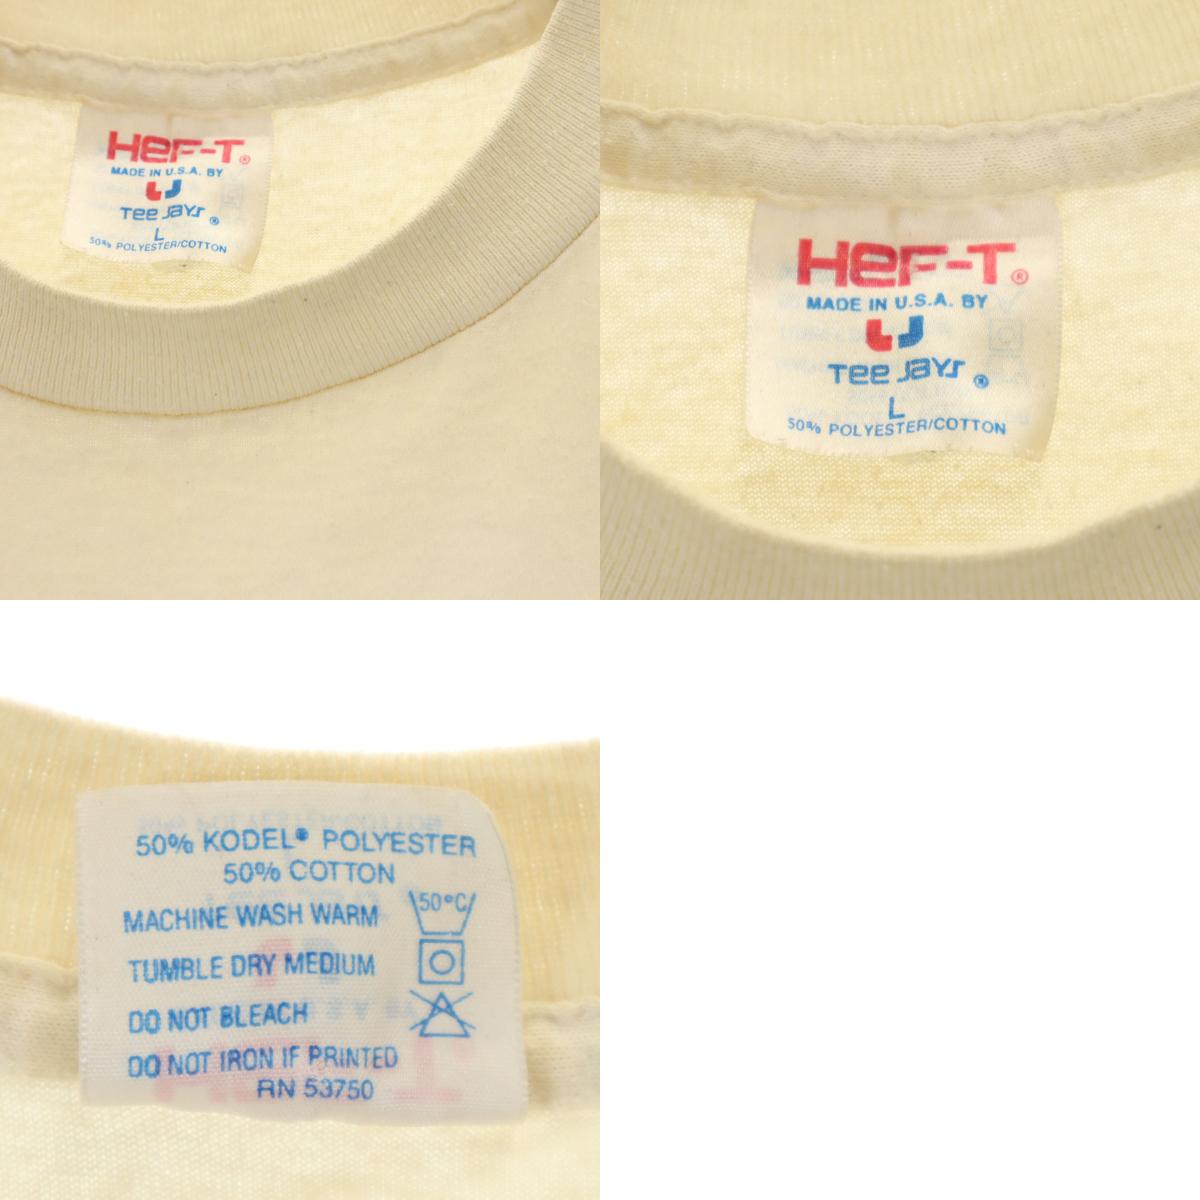 HeF-T®
MADE IN U.S.A. BY
TEE JAYS ®
L
50% POLYESTER/COTTON
HeF-T®
MADE IN U.S.A. BY
TEE JAYS ®
L
50% POLYESTER/COTTON
50% KODEL® POLYESTER
50% COTTON
MACHINE WASH WARM
50°C
TUMBLE DRY MEDIUM
DO NOT BLEACH
DO NOT IRON IF PRINTED
RN 53750